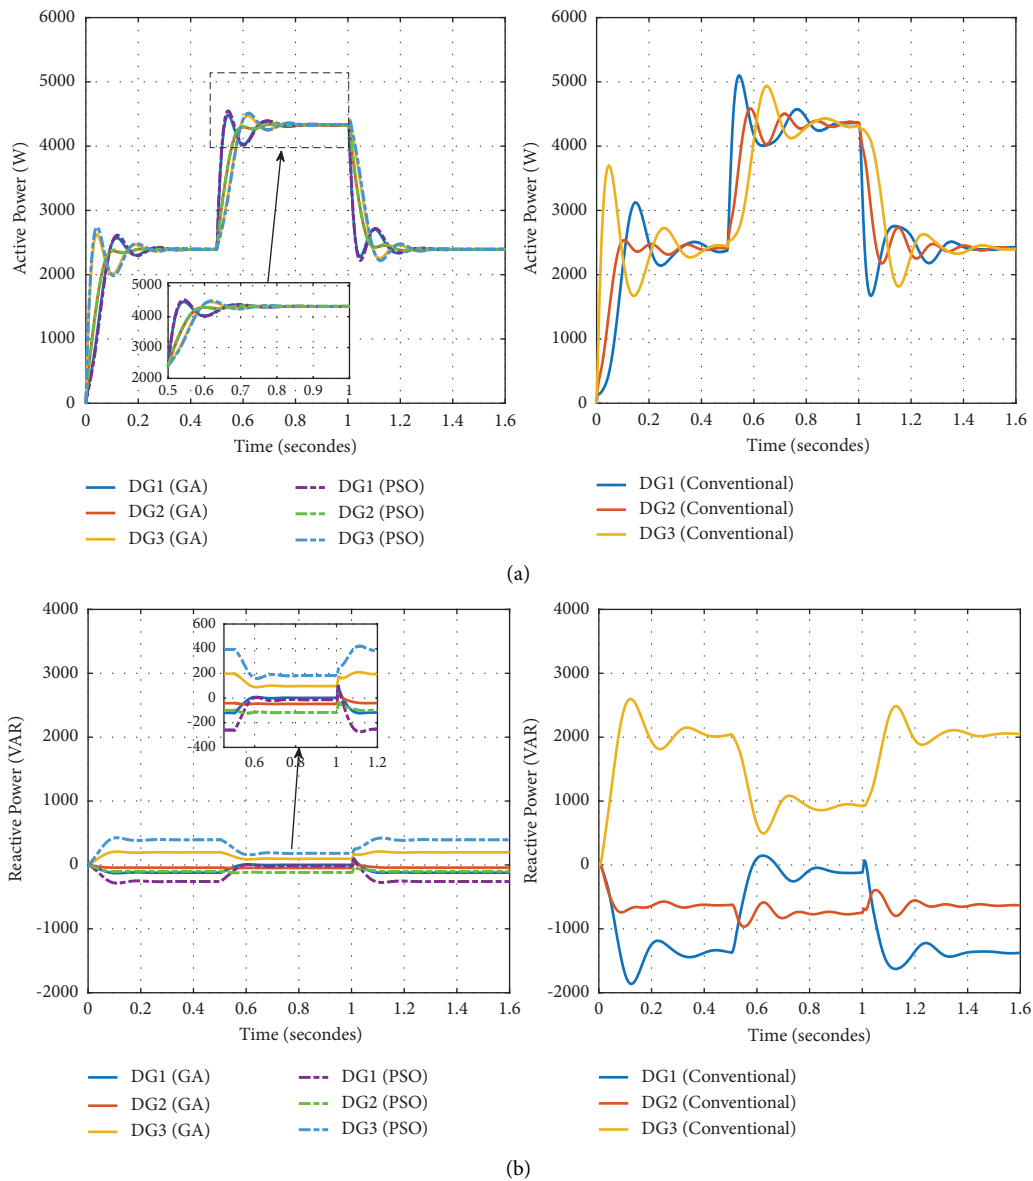 6000
5000
4000
3000
2000
1000
0
Active Power (W)
5000
4000
3000
2000
0.5 0.6 0.7 0.8 0.9 1
0 0.2 0.4 0.6 0.8 1 1.2 1.4 1.6
Time (secondes)
DG1 (GA)
DG2 (GA)
DG3 (GA)
DG1 (PSO)
DG2 (PSO)
DG3 (PSO)
6000
5000
4000
3000
2000
1000
0
Active Power (W)
0 0.2 0.4 0.6 0.8 1 1.2 1.4 1.6
Time (secondes)
DG1 (Conventional)
DG2 (Conventional)
DG3 (Conventional)
(a)
4000
3000
2000
1000
0
-1000
-2000
Reactive Power (VAR)
600
400
200
0
-200
-400
0.6 0.8 1 1.2
0 0.2 0.4 0.6 0.8 1 1.2 1.4 1.6
Time (secondes)
DG1 (GA)
DG2 (GA)
DG3 (GA)
DG1 (PSO)
DG2 (PSO)
DG3 (PSO)
4000
3000
2000
1000
0
-1000
-2000
Reactive Power (VAR)
0 0.2 0.4 0.6 0.8 1 1.2 1.4 1.6
Time (secondes)
DG1 (Conventional)
DG2 (Conventional)
DG3 (Conventional)
(b)